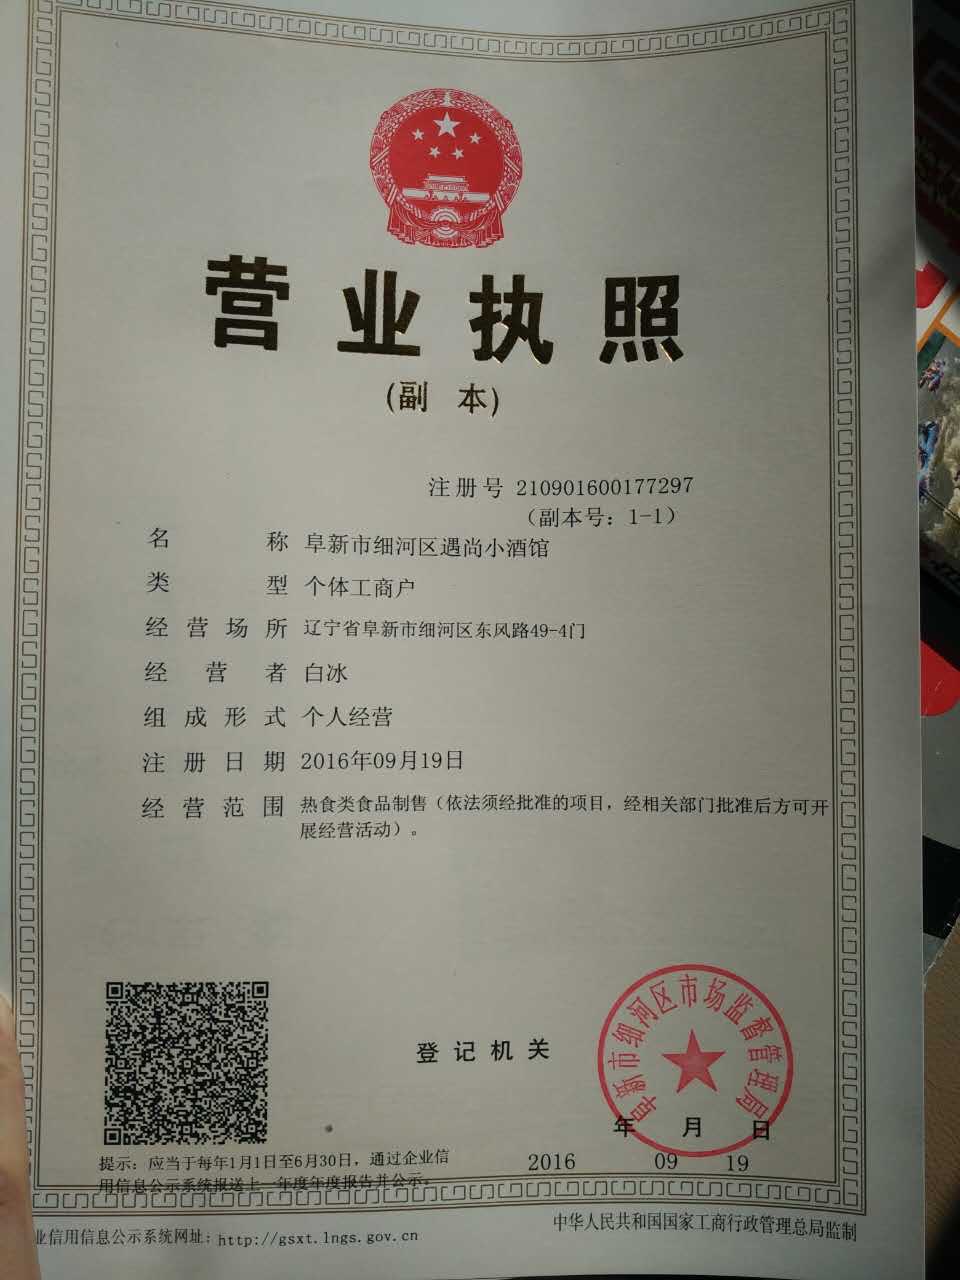 营业执照
(副 本)
注册号 210901600177297
（副本号：1-1）
名 称 阜新市细河区遇尚小酒馆
类 型 个体工商户
经营场所 辽宁省阜新市细河区东风路49-4门
经营者 白冰
组成形式 个人经营
注册日期 2016年09月19日
经营范围 热食类食品制售（依法须经批准的项目，经相关部门批准后方可开
展经营活动）。
阜新市细河区市场监督管理局
登记机关
年 月 日
2016 09 19
提示：应当于每年1月1日至6月30日，通过企业信
用信息公示系统报送上一年度年度报告并公示。
业信用信息公示系统网址：http://gsxt.lngs.gov.cn
中华人民共和国国家工商行政管理总局监制